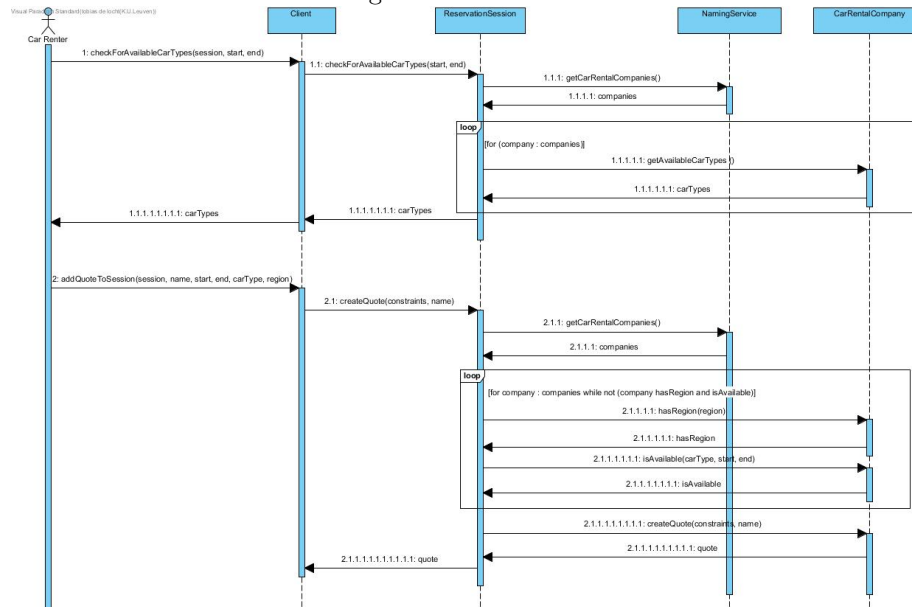 Client
ReservationSession
NamingService
CarRentalCompany
Car Renter
1: checkForAvailableCarTypes(session, start, end)
1.1: checkForAvailableCarTypes(start, end)
1.1.1: getCarRentalCompanies()
1.1.1.1: companies
loop
[for (company : companies)]
1.1.1.1.1: getAvailableCarTypes ()
1.1.1.1.1.1: carTypes
1.1.1.1.1.1.1: carTypes
1.1.1.1.1.1.1.1: carTypes
2: addQuoteToSession(session, name, start, end, carType, region)
2.1: createQuote(constraints, name)
2.1.1: getCarRentalCompanies()
2.1.1.1: companies
loop
[for company : companies while not (company hasRegion and isAvailable)]
2.1.1.1.1: hasRegion(region)
2.1.1.1.1.1: hasRegion
2.1.1.1.1.1.1: isAvailable(carType, start, end)
2.1.1.1.1.1.1.1: isAvailable
2.1.1.1.1.1.1.1.1: createQuote(constraints, name)
2.1.1.1.1.1.1.1.1.1: quote
2.1.1.1.1.1.1.1.1.1.1: quote